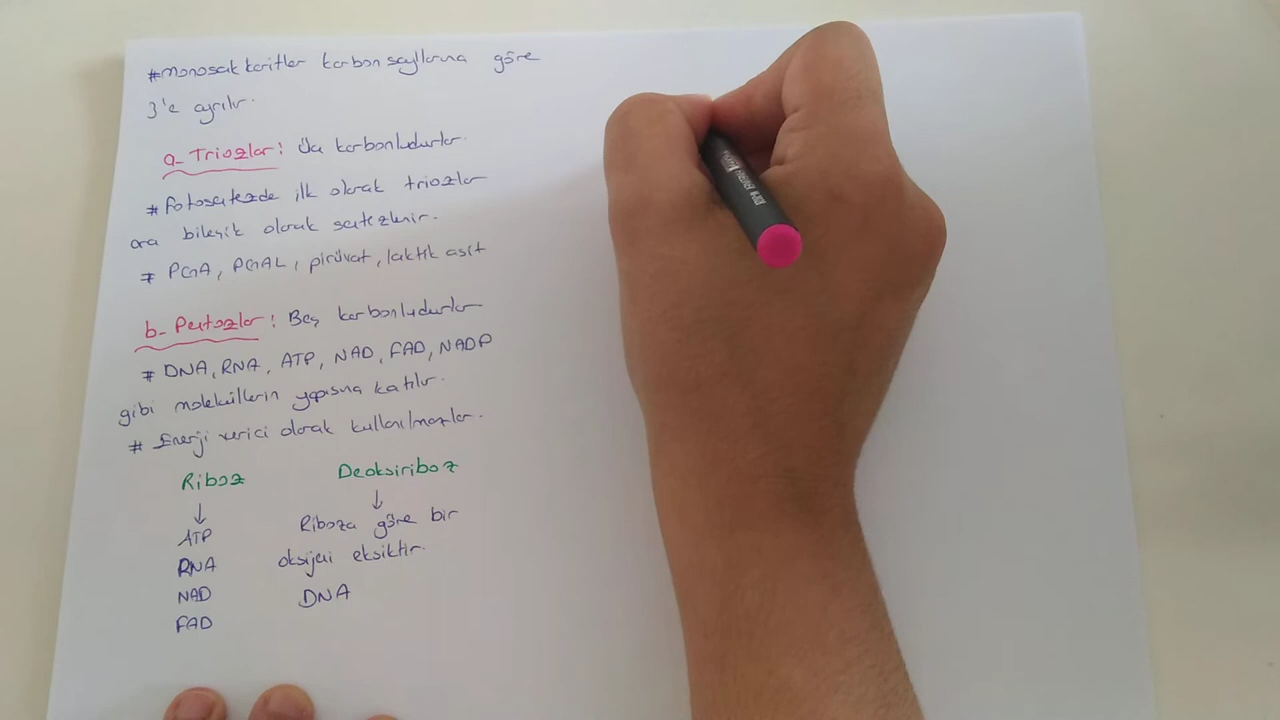 #Monosakkaritler karbon sayılarına göre
3'e ayrılır.
a- Triozlar: Üç karbonludurlar.
# Fotosentezde ilk olarak triozlar
ara bileşik olarak sentezlenir.
# PGA, PGAL, pirüvat, laktik asit
b- Pentozlar: Beş karbonludurlar
# DNA, RNA, ATP, NAD, FAD, NADP
gibi moleküllerin yapısına katılır.
# Enerji verici olarak kullanılmazlar.
Riboz
↓
ATP
RNA
NAD
FAD
Deoksiriboz
↓
Riboza göre bir
oksijeni eksiktir.
DNA